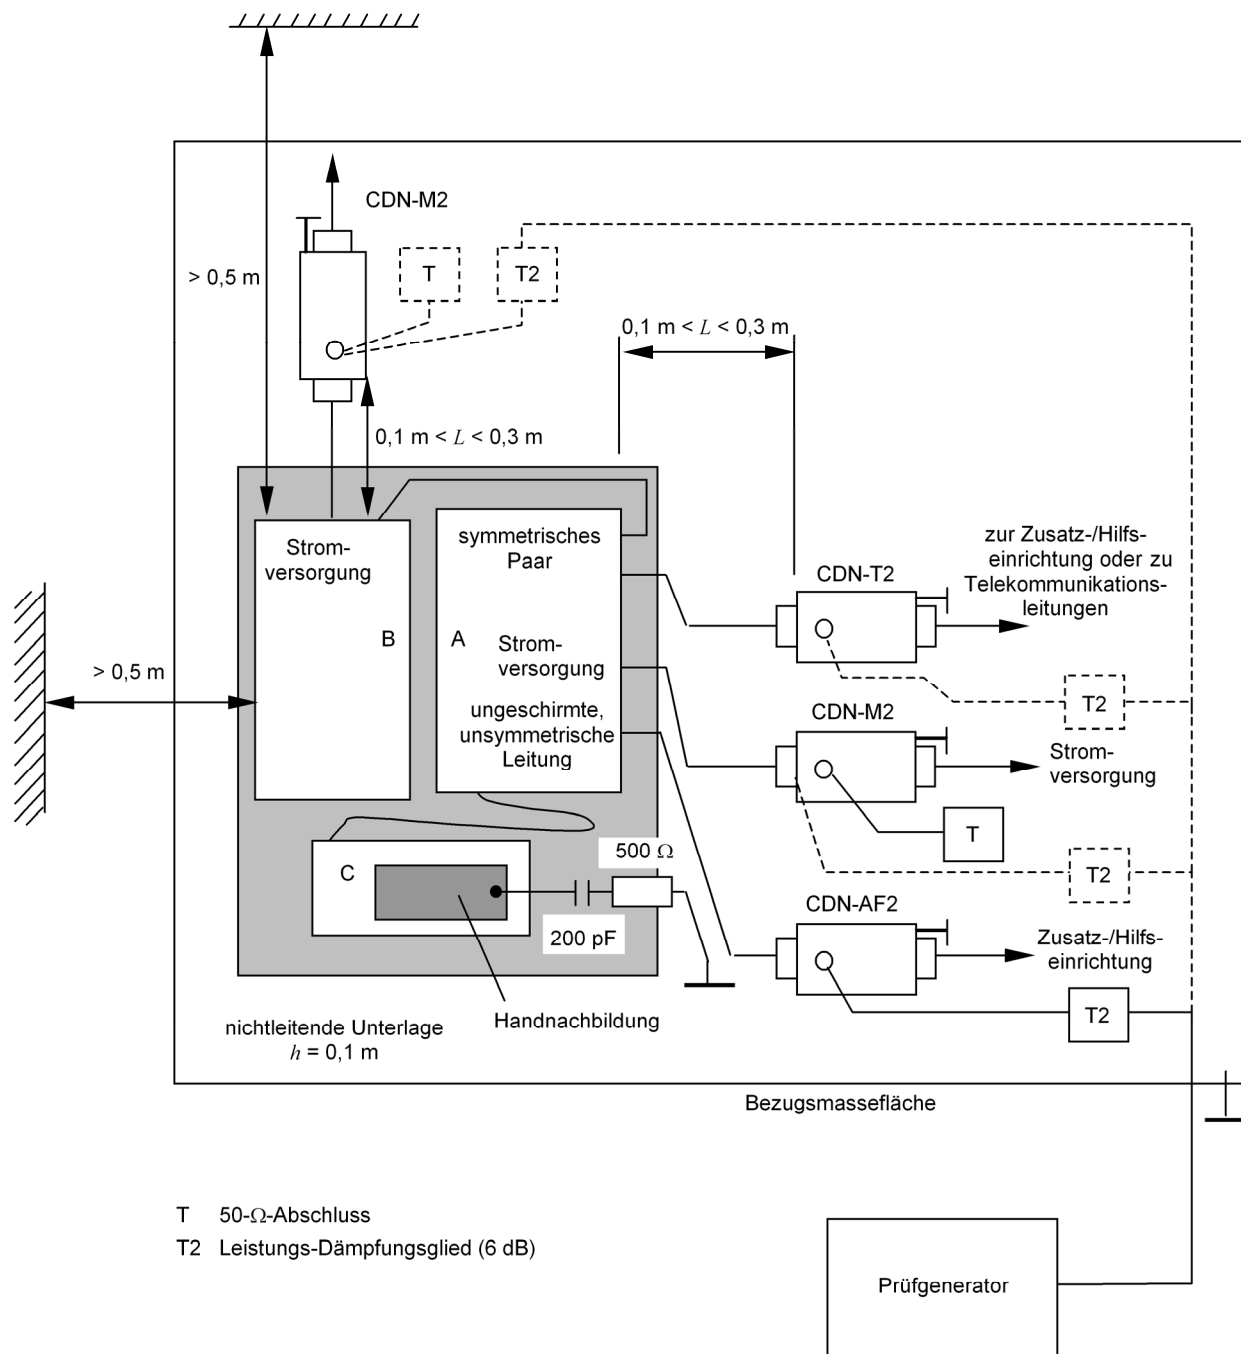 CDN-M2
> 0,5 m
T
T2
0,1 m < L < 0,3 m
0,1 m < L < 0,3 m
Strom-
versorgung
B
A
symmetrisches
Paar
Strom-
versorgung
ungeschirmte,
unsymmetrische
Leitung
zur Zusatz-/Hilfs-
einrichtung oder zu
Telekommunikations-
leitungen
CDN-T2
T2
> 0,5 m
CDN-M2
Strom-
versorgung
T
T2
C
500 Ω
200 pF
CDN-AF2
Zusatz-/Hilfs-
einrichtung
T2
Handnachbildung
nichtleitende Unterlage
h = 0,1 m
Bezugsmassefläche
T 50-Ω-Abschluss
T2 Leistungs-Dämpfungsglied (6 dB)
Prüfgenerator